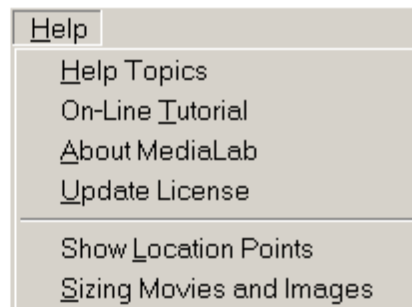 Help
Help Topics
On-Line Tutorial
About MediaLab
Update License
Show Location Points
Sizing Movies and Images